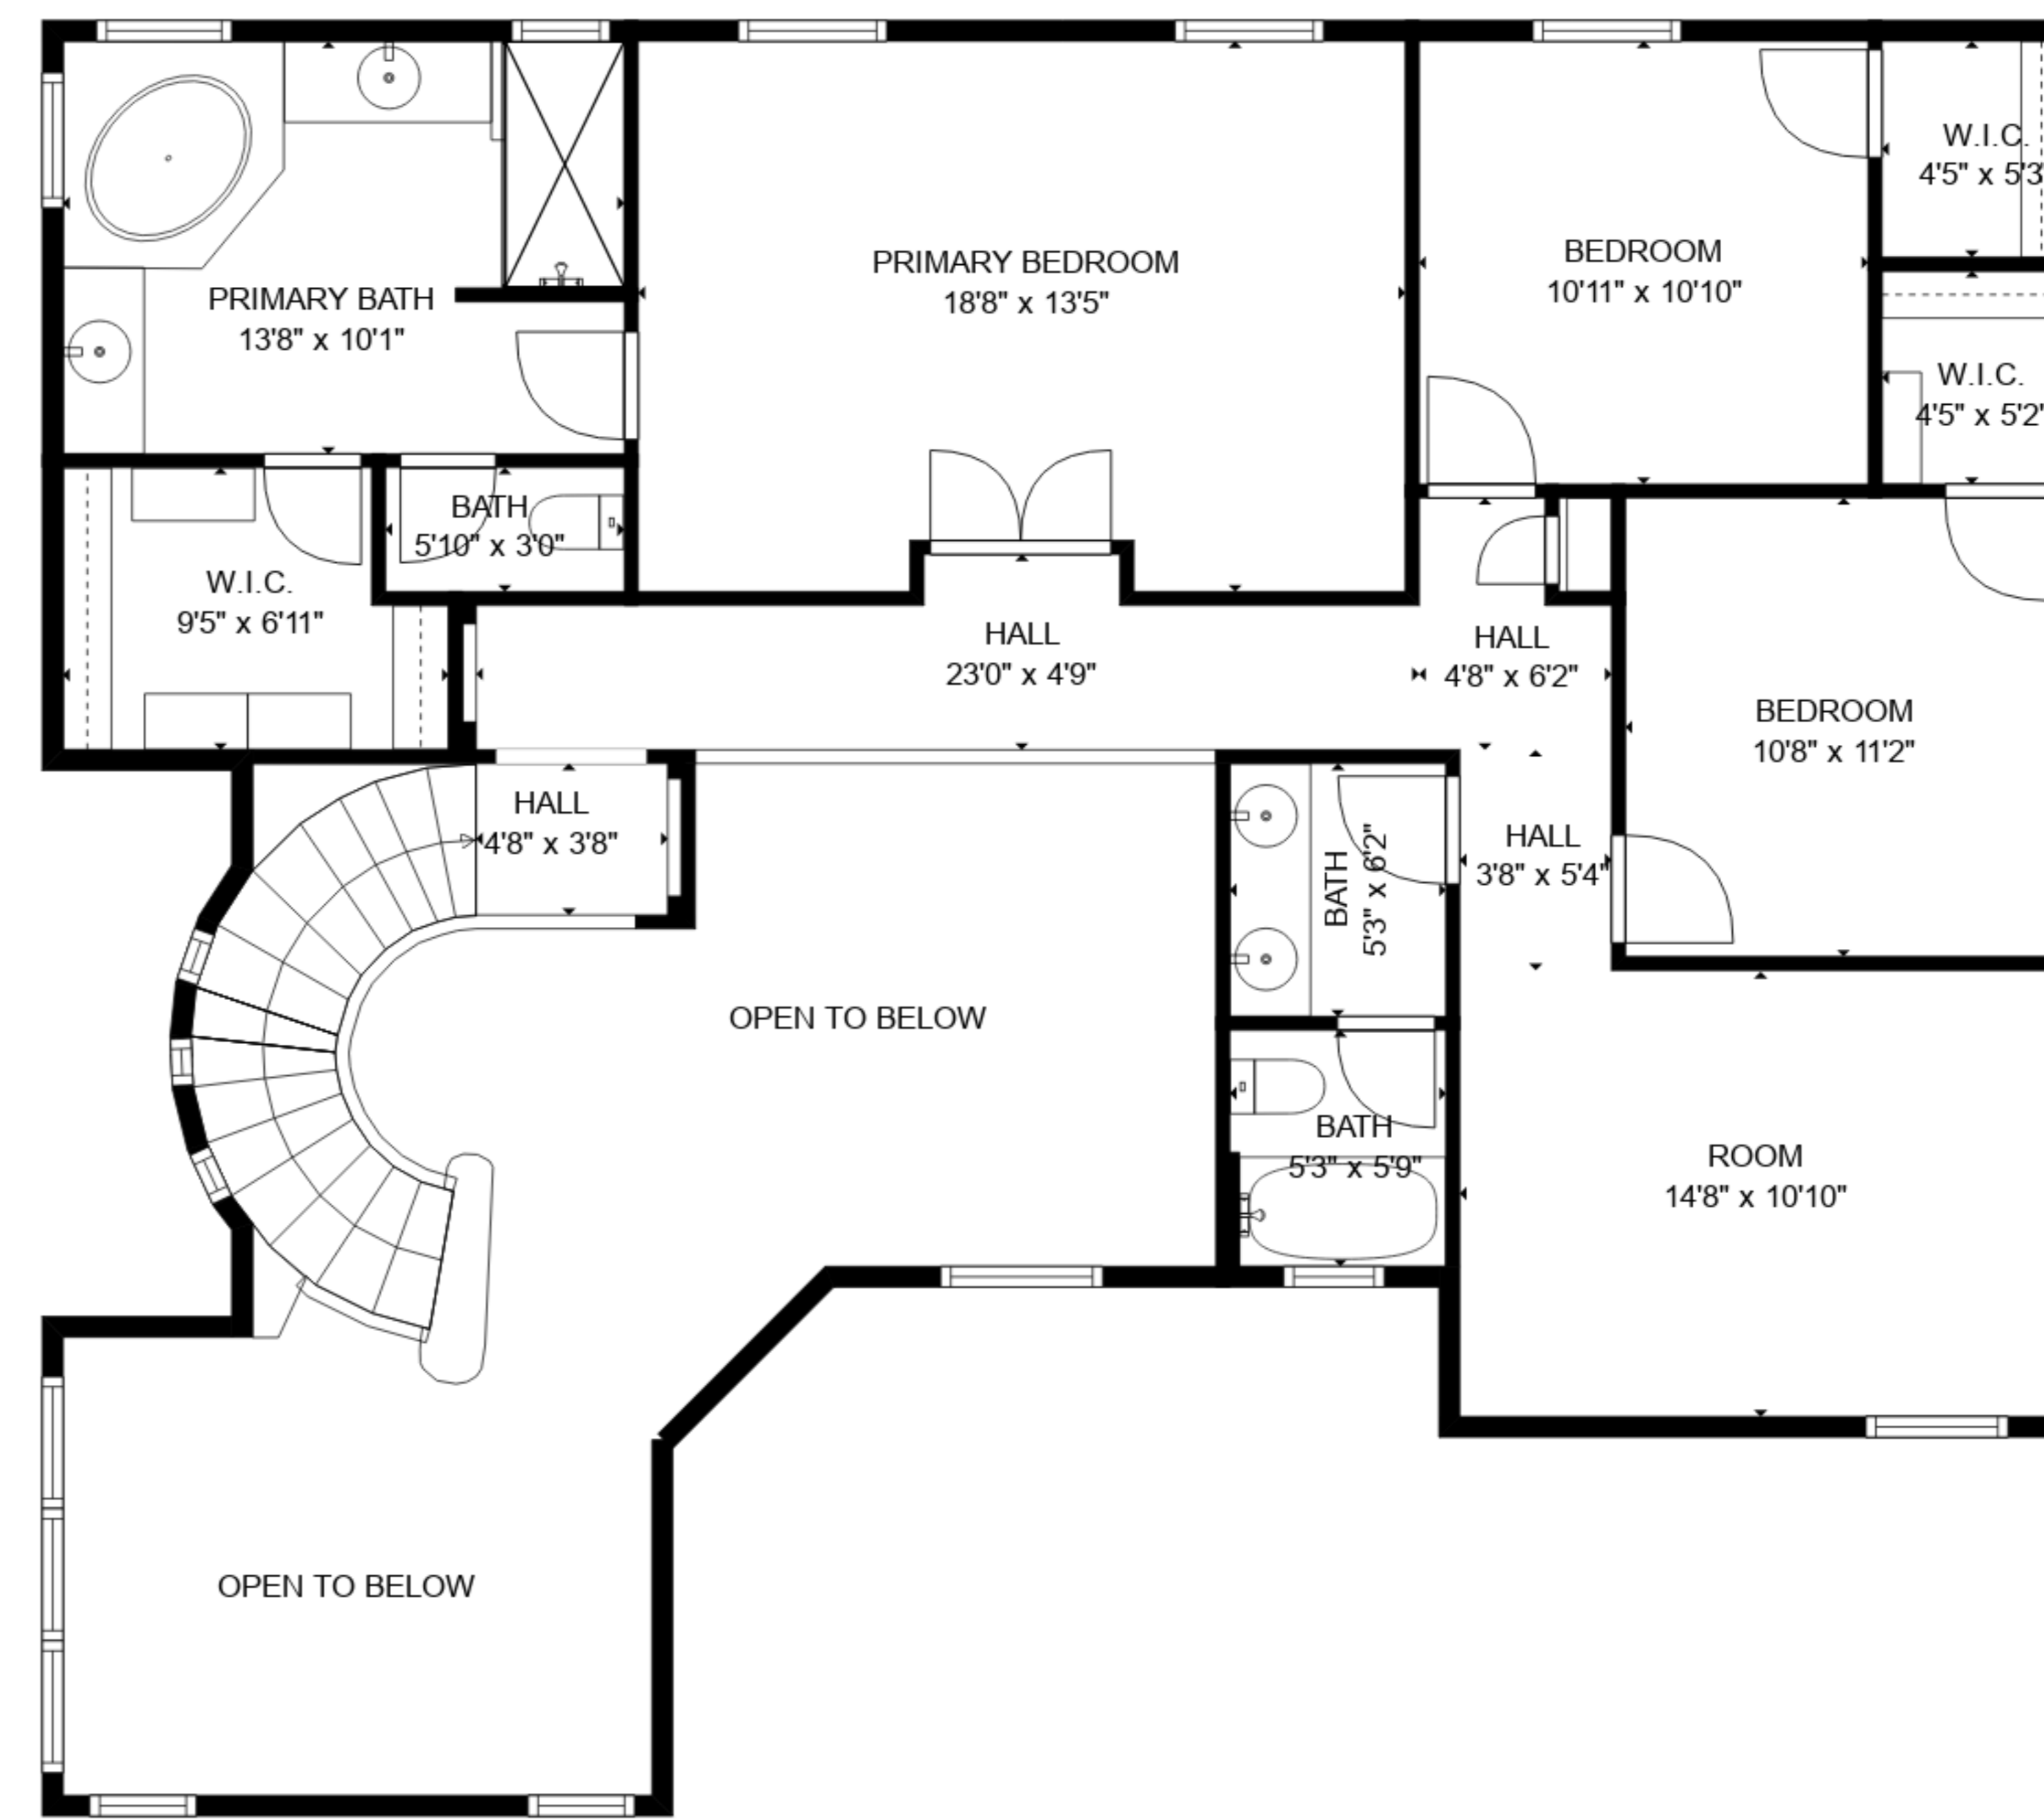 W.I.C.
4'5" x 5'3
PRIMARY BEDROOM
18'8" x 13'5"
BEDROOM
10'11" x 10'10"
PRIMARY BATH
13'8" x 10'1"
W.I.C.
4'5" x 5'2"
BATH
5'10" x 3'0"
W.I.C.
9'5" x 6'11"
HALL
23'0" x 4'9"
HALL
4'8" x 6'2"
BEDROOM
10'8" x 11'2"
HALL
4'8" x 3'8"
BATH
5'3" x 6'2"
HALL
3'8" x 5'4"
OPEN TO BELOW
BATH
5'3" x 5'9"
ROOM
14'8" x 10'10"
OPEN TO BELOW